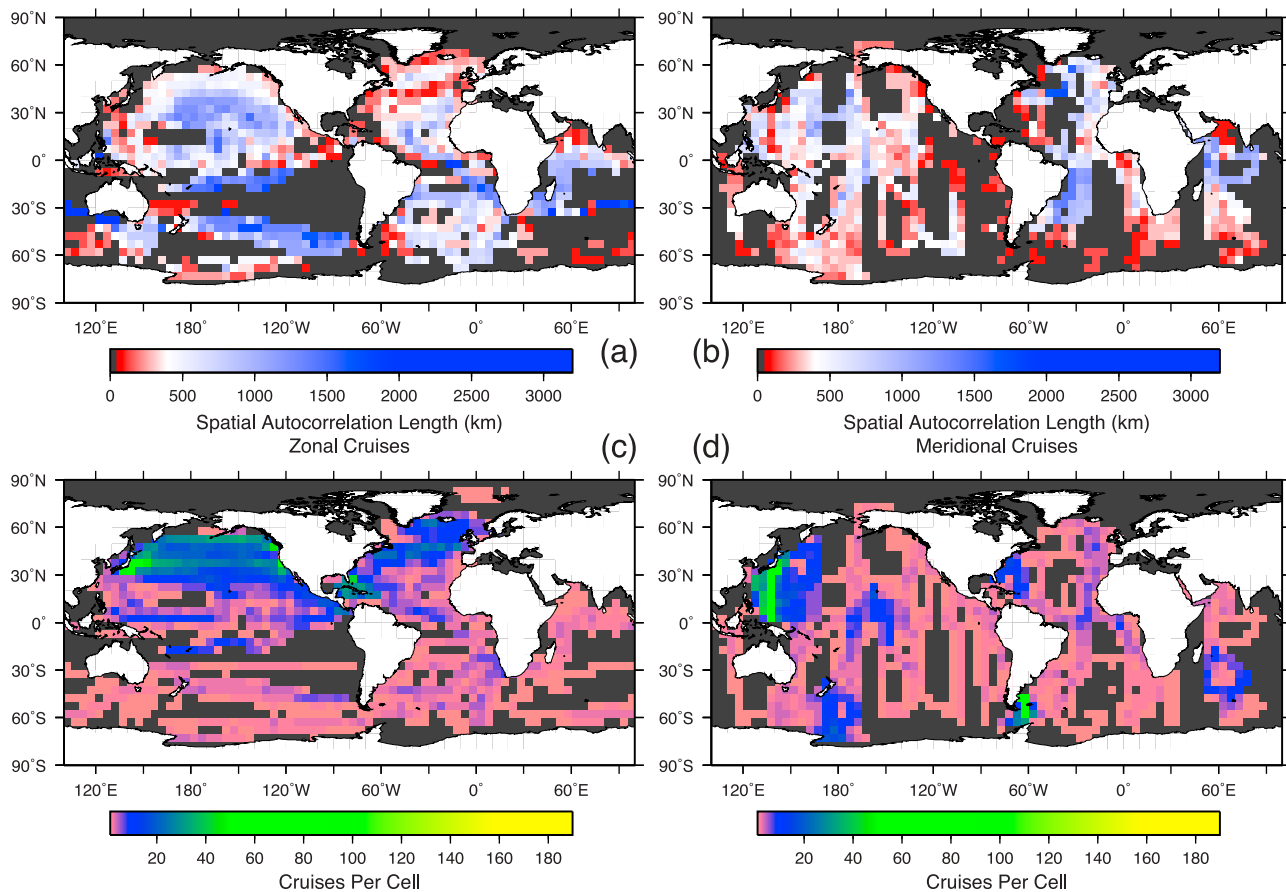 90˚N
60˚N
30˚N
0˚
30˚S
60˚S
90˚S
120˚E 180˚ 120˚W 60˚W 0˚ 60˚E
120˚E 180˚ 120˚W 60˚W 0˚ 60˚E
(a) (b)
0 500 1000 1500 2000 2500 3000
Spatial Autocorrelation Length (km)
Zonal Cruises
90˚N
60˚N
30˚N
0˚
30˚S
60˚S
90˚S
0 500 1000 1500 2000 2500 3000
Spatial Autocorrelation Length (km)
Meridional Cruises
(c) (d)
90˚N
60˚N
30˚N
0˚
30˚S
60˚S
90˚S
120˚E 180˚ 120˚W 60˚W 0˚ 60˚E
20 40 60 80 100 120 140 160 180
Cruises Per Cell
90˚N
60˚N
30˚N
0˚
30˚S
60˚S
90˚S
120˚E 180˚ 120˚W 60˚W 0˚ 60˚E
20 40 60 80 100 120 140 160 180
Cruises Per Cell